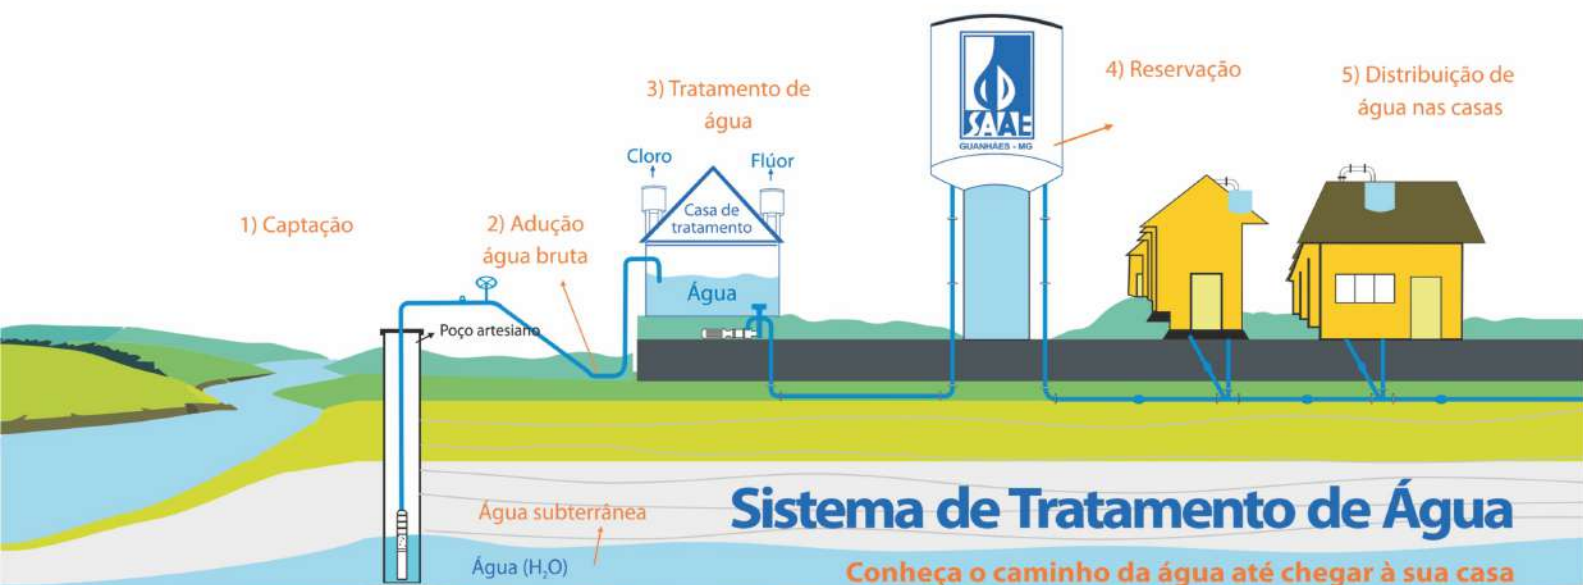 1) Captação
2) Adução
água bruta
3) Tratamento de
água
Cloro
Flúor
Casa de
tratamento
Água
Poço artesiano
SAAE
GUANHÃES - MG
4) Reservação
5) Distribuição de
água nas casas
Água subterrânea
Água (H₂O)
Sistema de Tratamento de Água
Conheça o caminho da água até chegar à sua casa